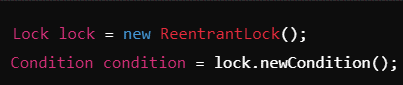 Lock lock = new ReentrantLock();
Condition condition = lock.newCondition();